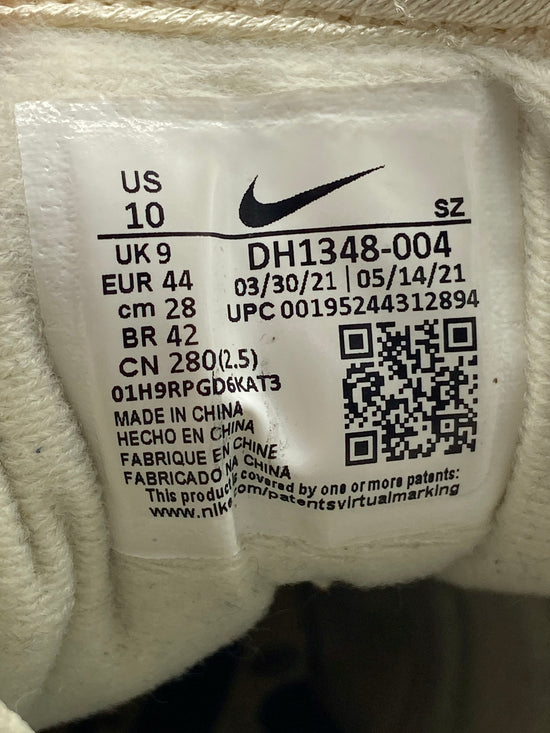 US
10
SZ
UK 9
EUR 44
cm 28
BR 42
CN 280(2.5)
01H9RPGD6KAT3
DH1348-004
03/30/21 | 05/14/21
UPC 00195244312894
MADE IN CHINA
HECHO EN CHINA
FABRIQUE EN CHINE
FABRICADO NA CHINA
This product is covered by one or more patents:
www.nike.com/patentsvirtualmarking